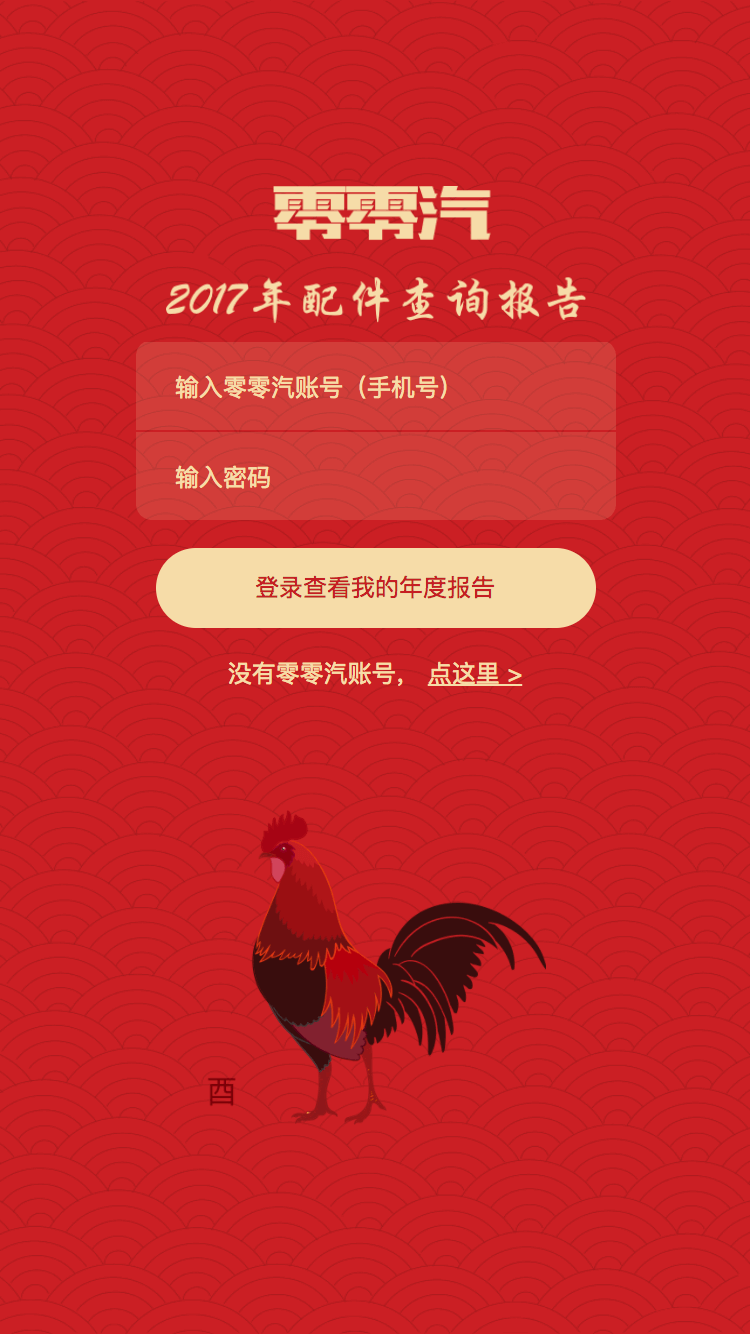 零零汽
2017年配件查询报告
输入零零汽账号（手机号）
输入密码
登录查看我的年度报告
没有零零汽账号， 点这里 >
酉